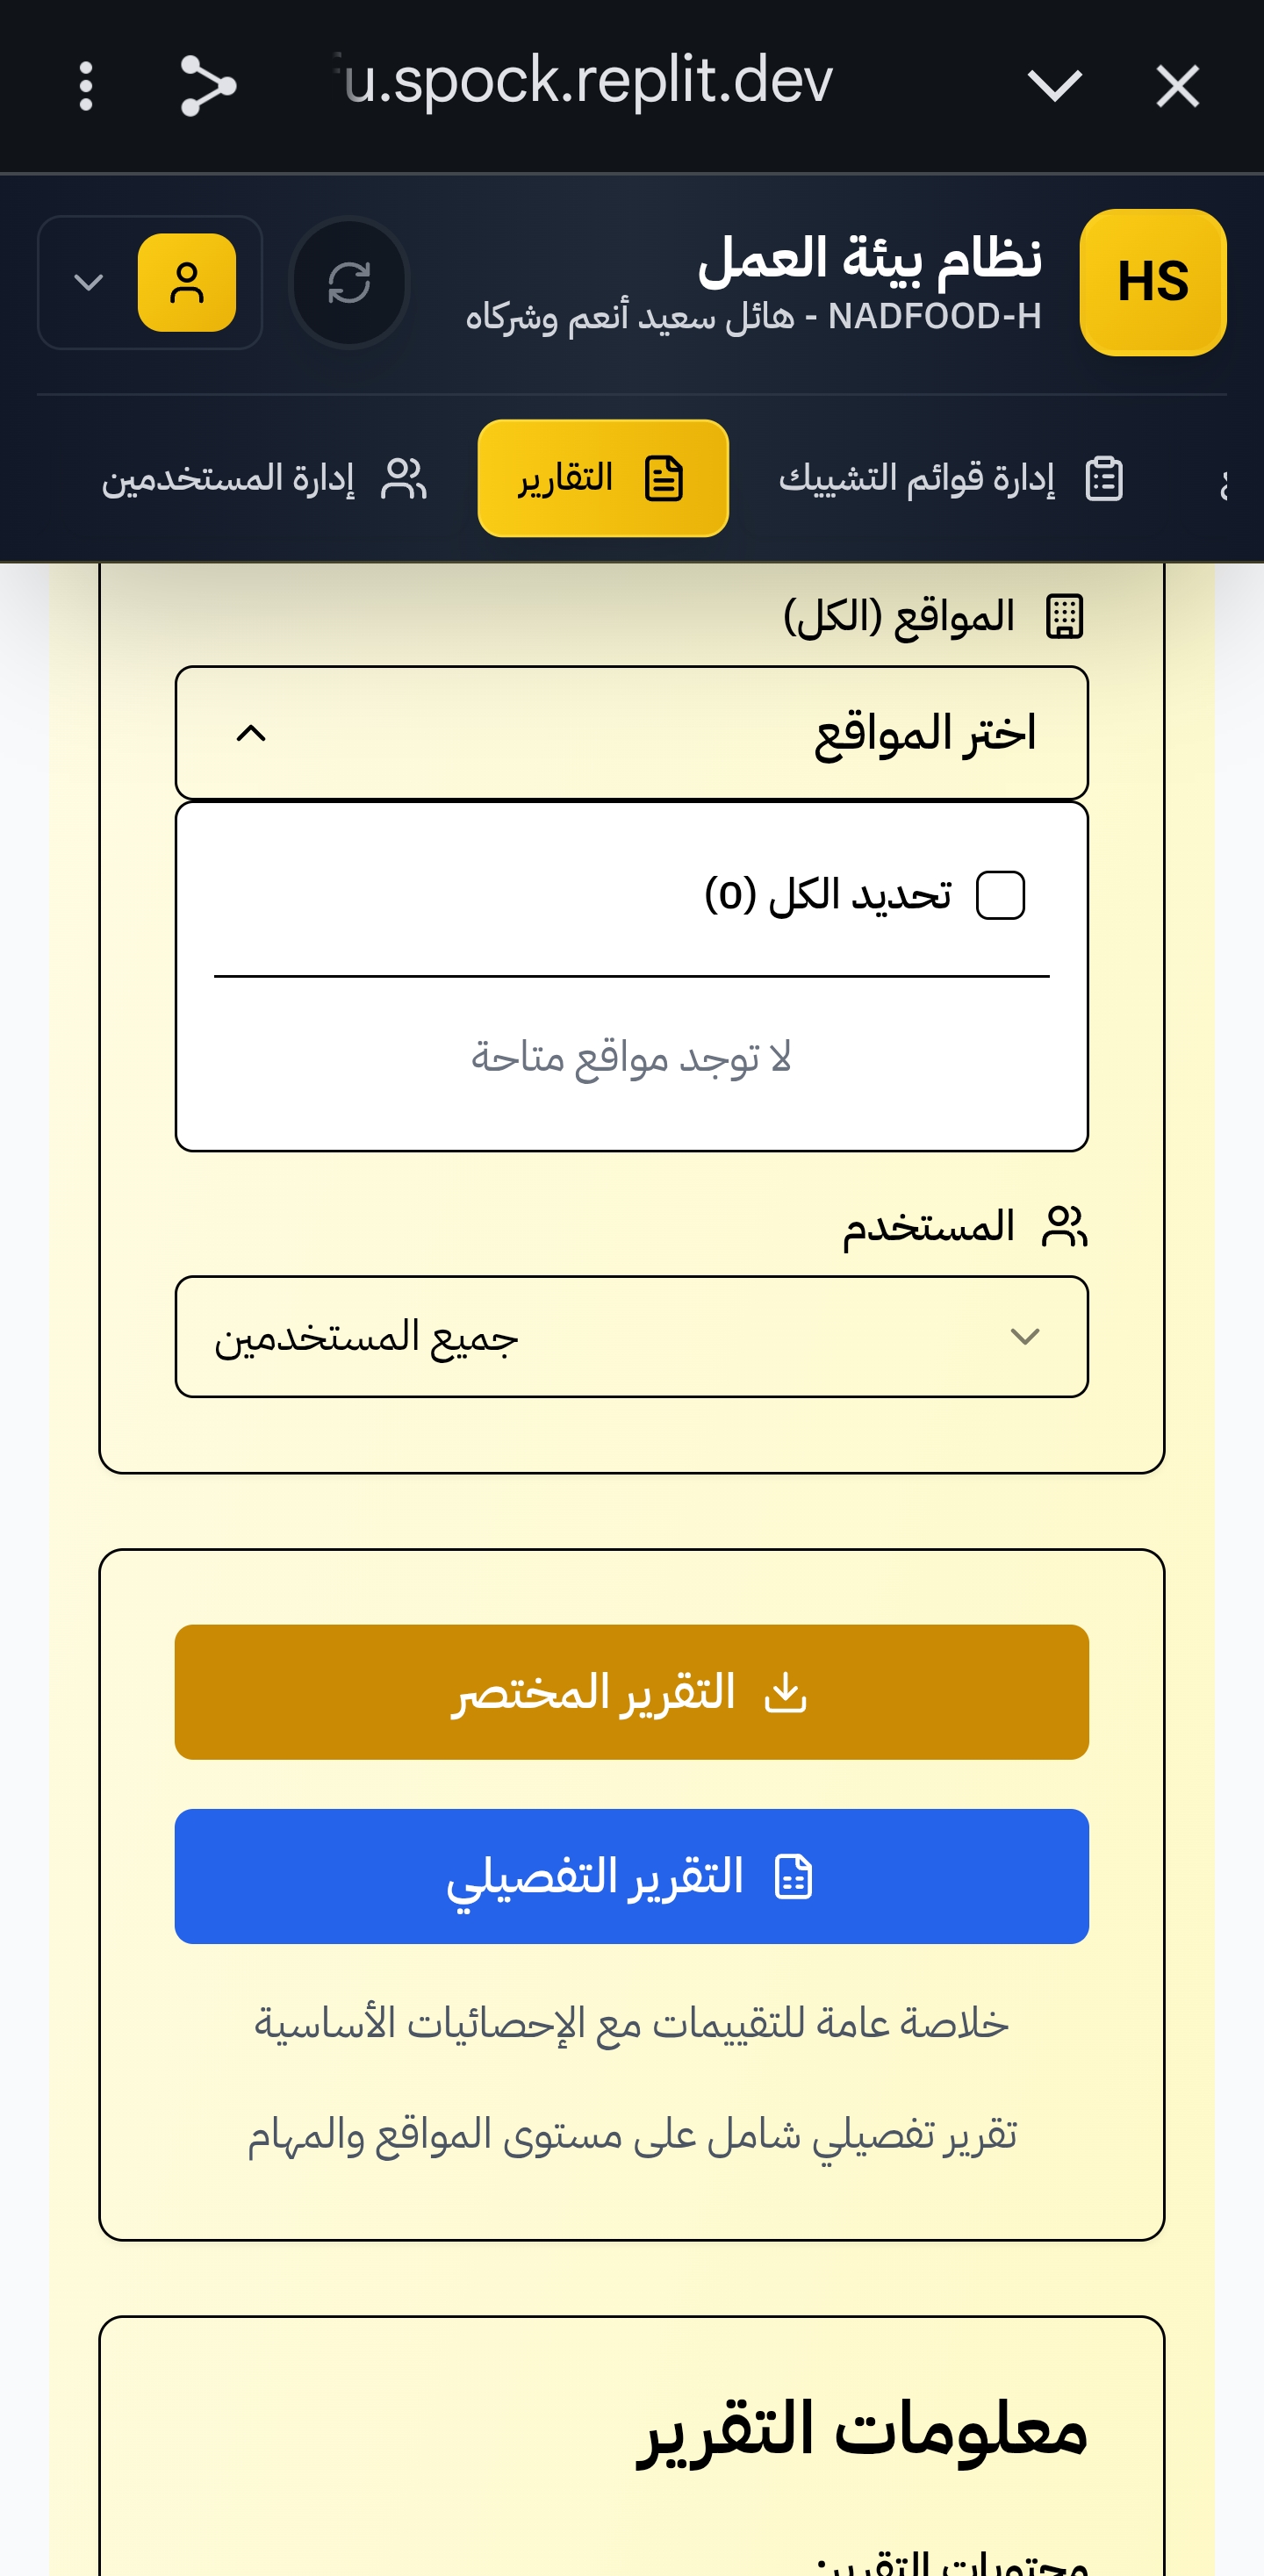 u.spock.replit.dev
HS
نظام بيئة العمل
NADFOOD-H - هائل سعيد أنعم وشركاه
إدارة قوائم التشييك
التقارير
إدارة المستخدمين
المواقع (الكل)
اختر المواقع
تحديد الكل (0)
لا توجد مواقع متاحة
المستخدم
جميع المستخدمين
التقرير المختصر
التقرير التفصيلي
خلاصة عامة للتقييمات مع الإحصائيات الأساسية
تقرير تفصيلي شامل على مستوى المواقع والمهام
معلومات التقرير
محتويات التقرير: